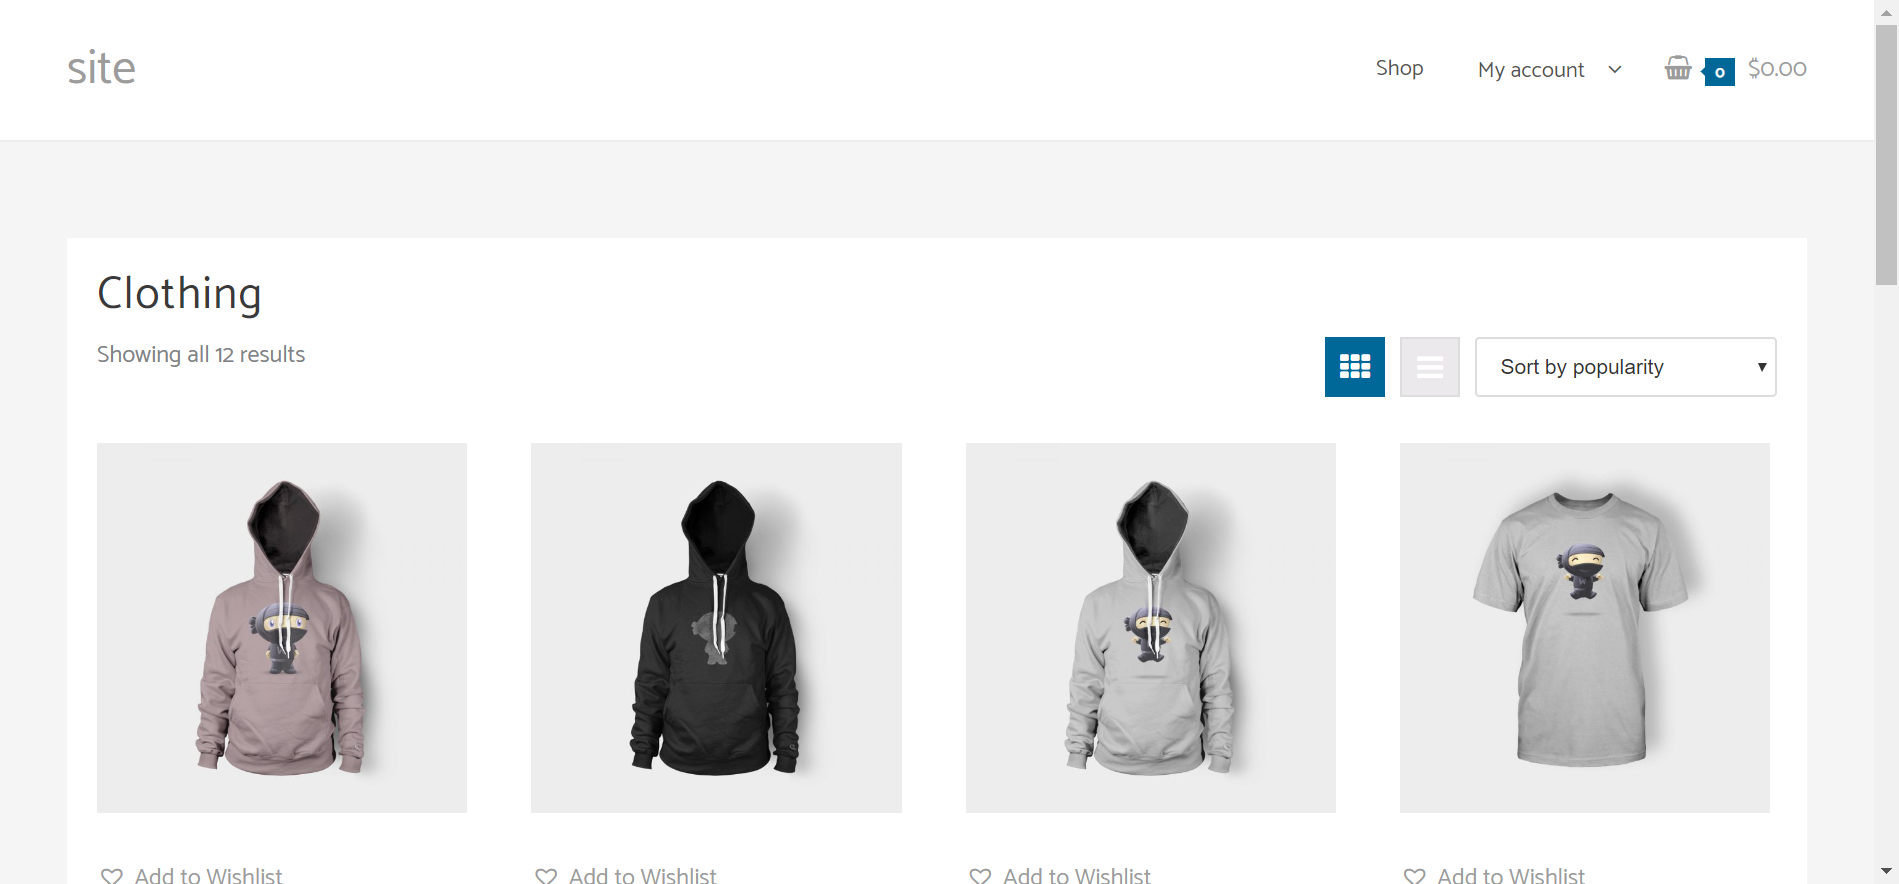 site
Shop
My account
0
$0.00
Clothing
Showing all 12 results
Sort by popularity
Add to Wishlist
Add to Wishlist
Add to Wishlist
Add to Wishlist